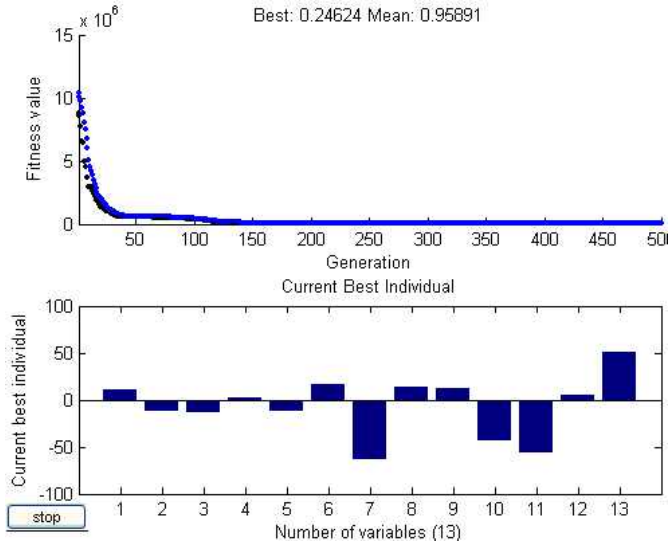 Best: 0.24624 Mean: 0.95891
x 10^6
15
10
5
0
Fitness value
50 100 150 200 250 300 350 400 450 500
Generation
Current Best Individual
100
50
0
-50
-100
Current best individual
1 2 3 4 5 6 7 8 9 10 11 12 13
Number of variables (13)
stop